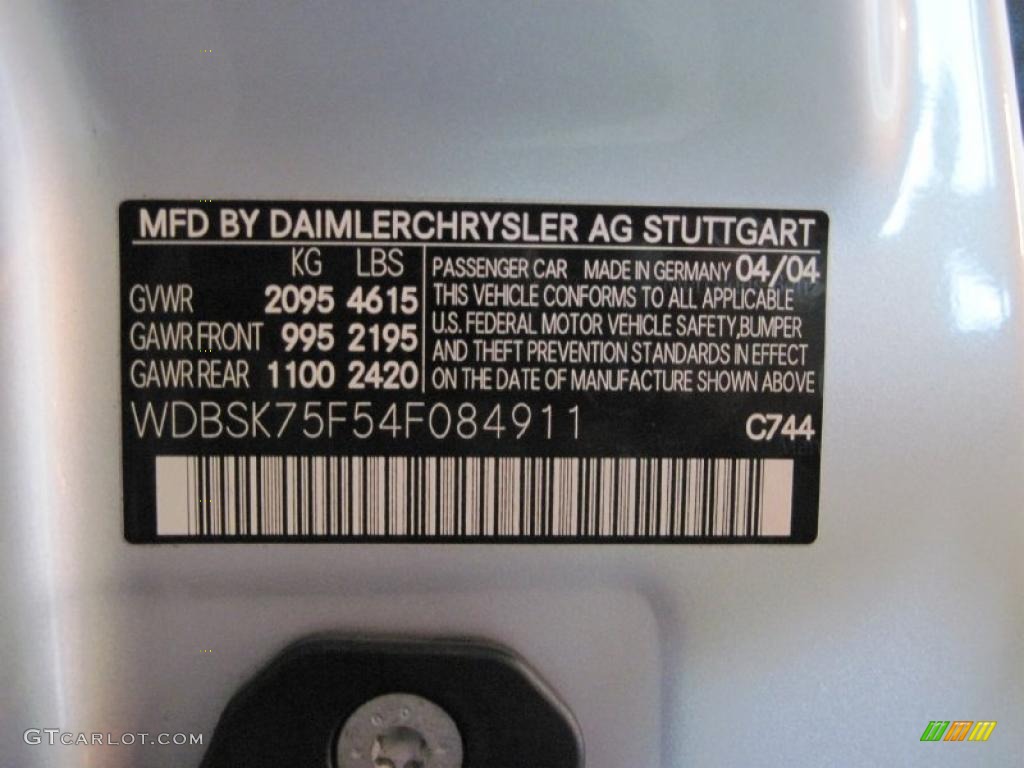 MFD BY DAIMLERCHRYSLER AG STUTTGART
KG LBS
GVWR 2095 4615
GAWR FRONT 995 2195
GAWR REAR 1100 2420
PASSENGER CAR MADE IN GERMANY 04/04
THIS VEHICLE CONFORMS TO ALL APPLICABLE
U.S. FEDERAL MOTOR VEHICLE SAFETY,BUMPER
AND THEFT PREVENTION STANDARDS IN EFFECT
ON THE DATE OF MANUFACTURE SHOWN ABOVE
WDBSK75F54F084911 C744
GTCARLOT.COM